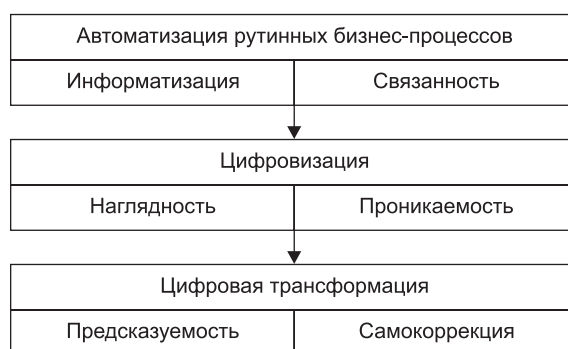 Автоматизация рутинных бизнес-процессов
Информатизация Связанность
Цифровизация
Наглядность Проникаемость
Цифровая трансформация
Предсказуемость Самокоррекция